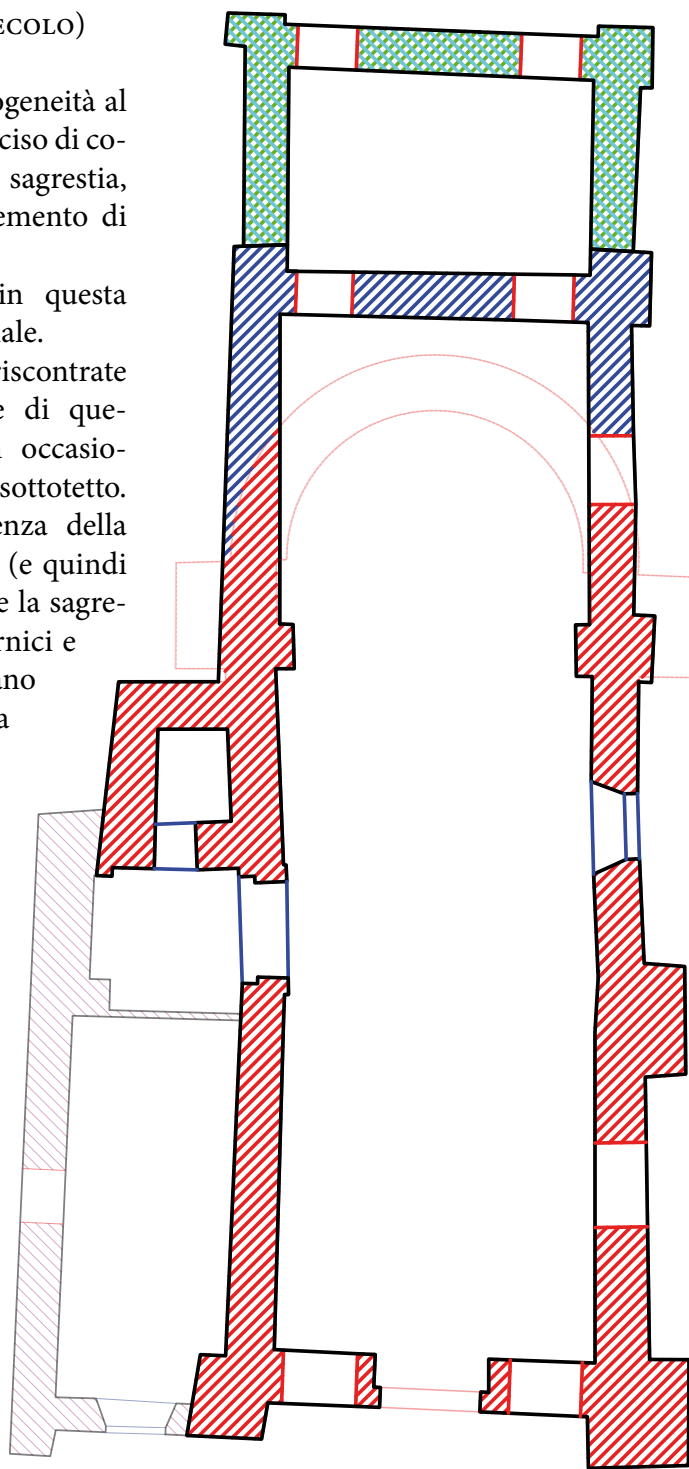 ECOLO)
ogeneità al
ciso di co-
sagrestia,
emento di
in questa
ale.
riscontrate
e di que-
n occasio-
sottotetto.
enza della
(e quindi
e la sagre-
rnici e
ano
a